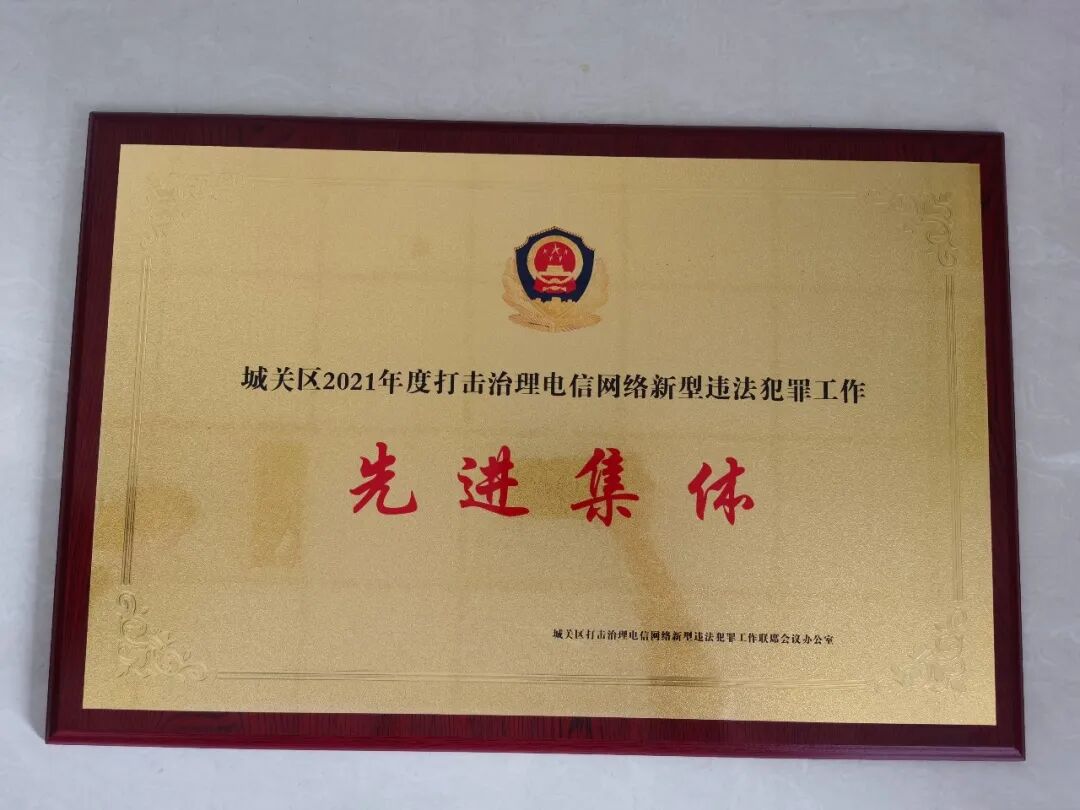 城关区2021年度打击治理电信网络新型违法犯罪工作
先进集体
城关区打击治理电信网络新型违法犯罪工作联席会议办公室